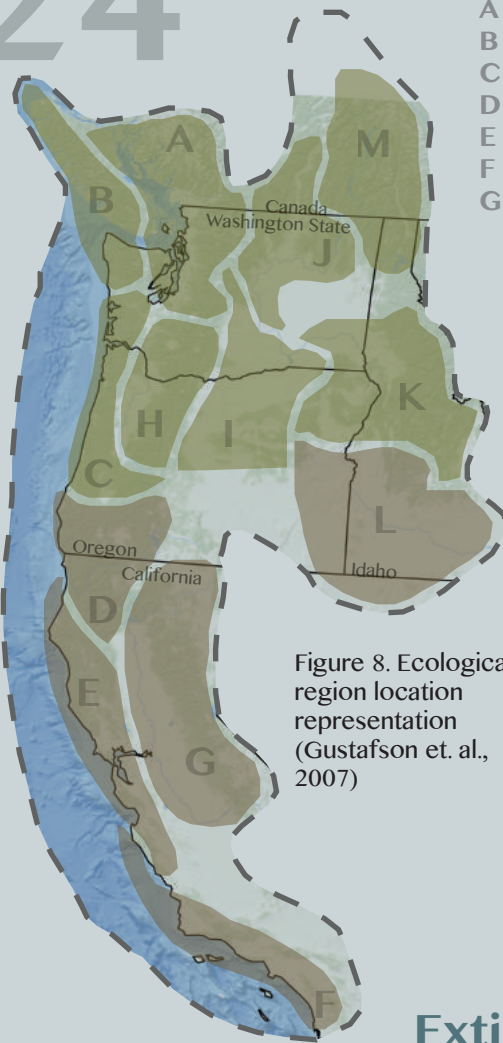 24
A
B
C
D
E
F
G
A
M
B
Canada
Washington State
J
K
H
I
C
L
Oregon
California
Idaho
D
Figure 8. Ecologica
region location
representation
(Gustafson et. al.,
2007)
E
G
F
Exti